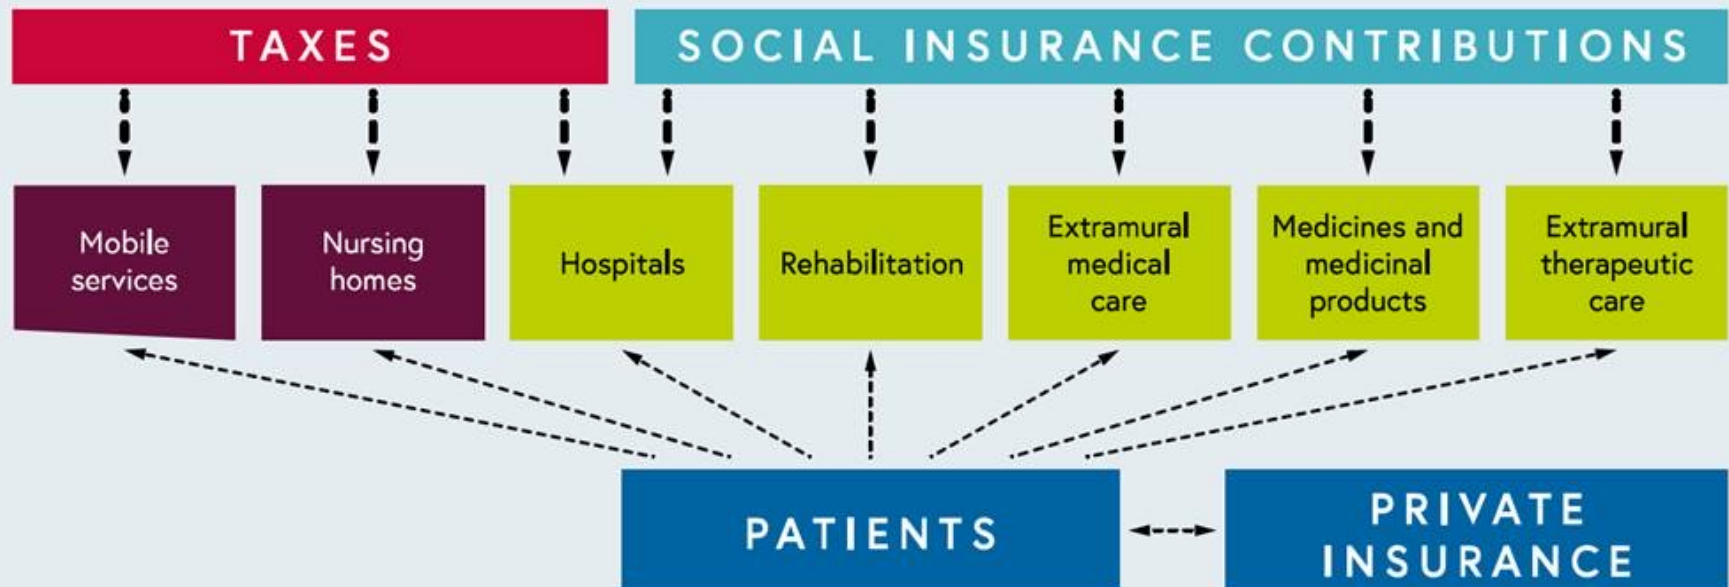 TAXES
SOCIAL INSURANCE CONTRIBUTIONS
Mobile
services
Nursing
homes
Hospitals
Rehabilitation
Extramural
medical
care
Medicines and
medicinal
products
Extramural
therapeutic
care
PATIENTS
PRIVATE
INSURANCE